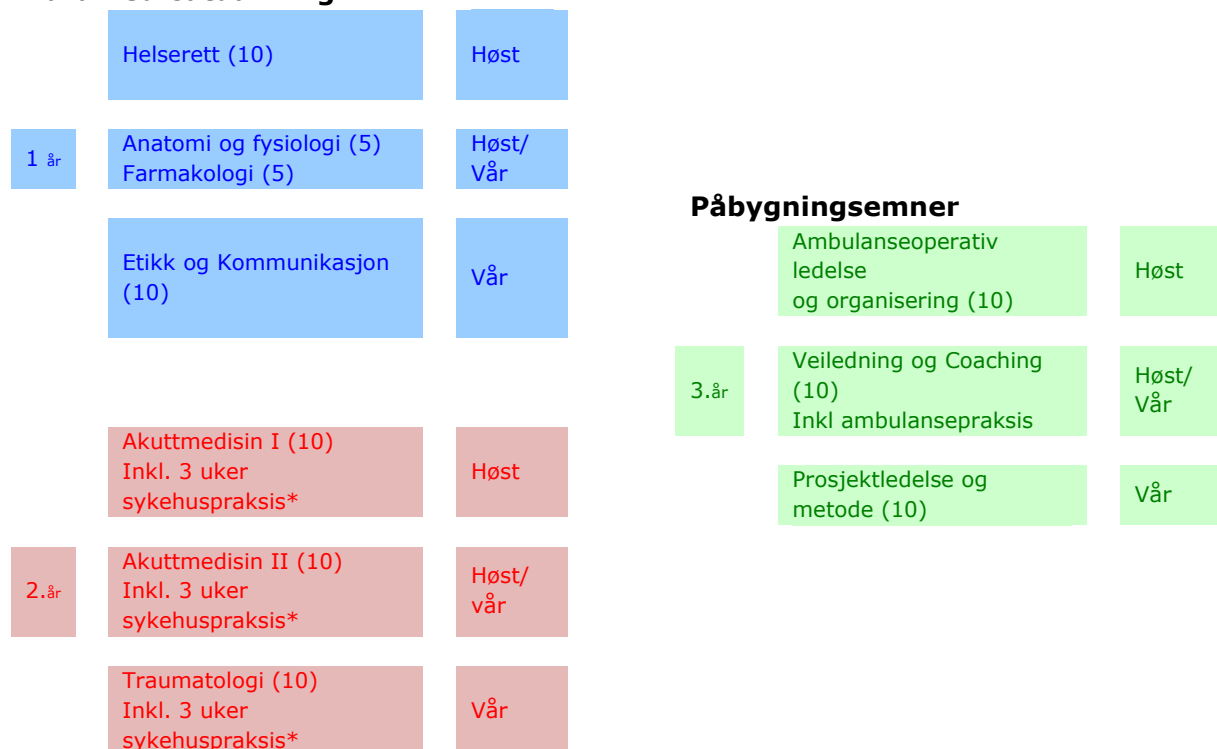 Helserett (10)
Høst
1 år
Anatomi og fysiologi (5)
Farmakologi (5)
Høst/
Vår
Etikk og Kommunikasjon
(10)
Vår
Akuttmedisin I (10)
Inkl. 3 uker
sykehuspraksis*
Høst
2.år
Akuttmedisin II (10)
Inkl. 3 uker
sykehuspraksis*
Høst/
vår
Traumatologi (10)
Inkl. 3 uker
sykehuspraksis*
Vår
Påbygningsemner
Ambulanseoperativ
ledelse
og organisering (10)
Høst
3.år
Veiledning og Coaching
(10)
Inkl ambulansepraksis
Høst/
Vår
Prosjektledelse og
metode (10)
Vår